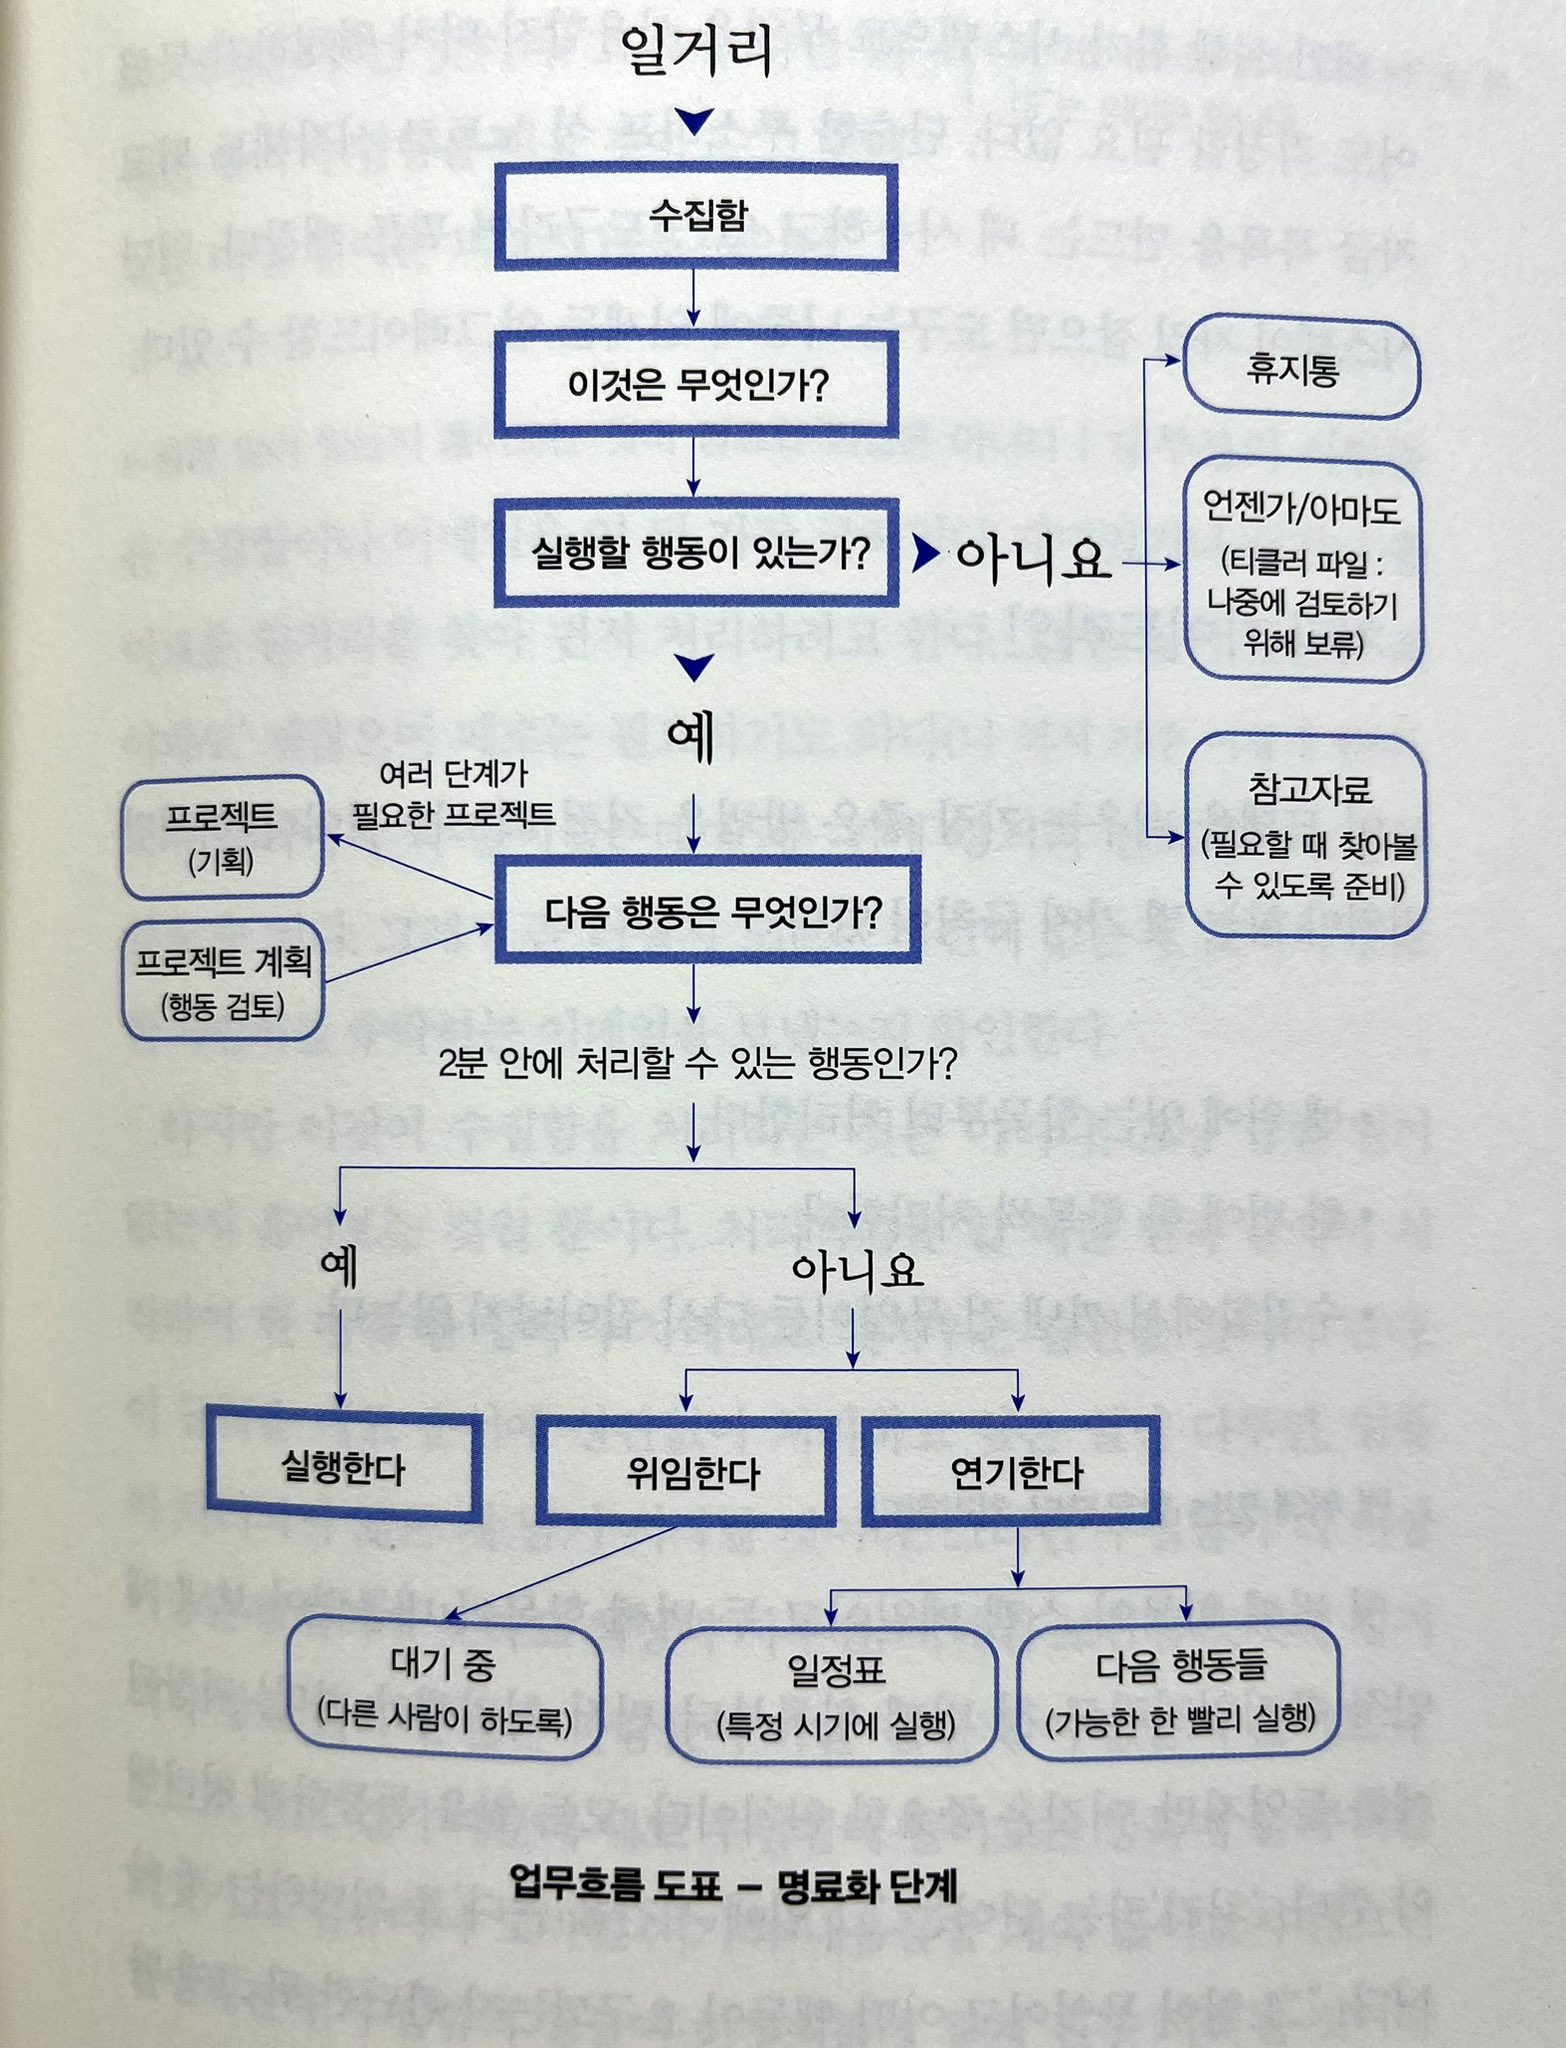 일거리
수집함
이것은 무엇인가?
실행할 행동이 있는가?
아니요
휴지통
언젠가/아마도
(티클러 파일 :
나중에 검토하기
위해 보류)
참고자료
(필요할 때 찾아볼
수 있도록 준비)
예
여러 단계가
필요한 프로젝트
프로젝트
(기획)
다음 행동은 무엇인가?
프로젝트 계획
(행동 검토)
2분 안에 처리할 수 있는 행동인가?
예
아니요
실행한다
위임한다
연기한다
대기 중
(다른 사람이 하도록)
일정표
(특정 시기에 실행)
다음 행동들
(가능한 한 빨리 실행)
업무흐름 도표 – 명료화 단계